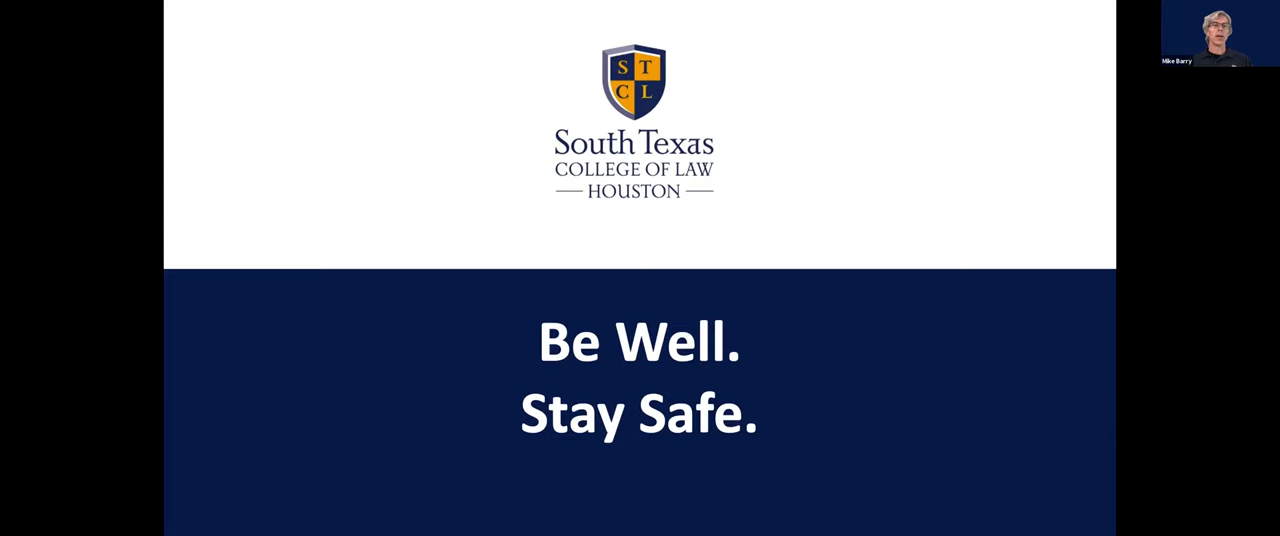 S T
C L
South Texas
COLLEGE OF LAW
HOUSTON
Be Well.
Stay Safe.
Mike Barry